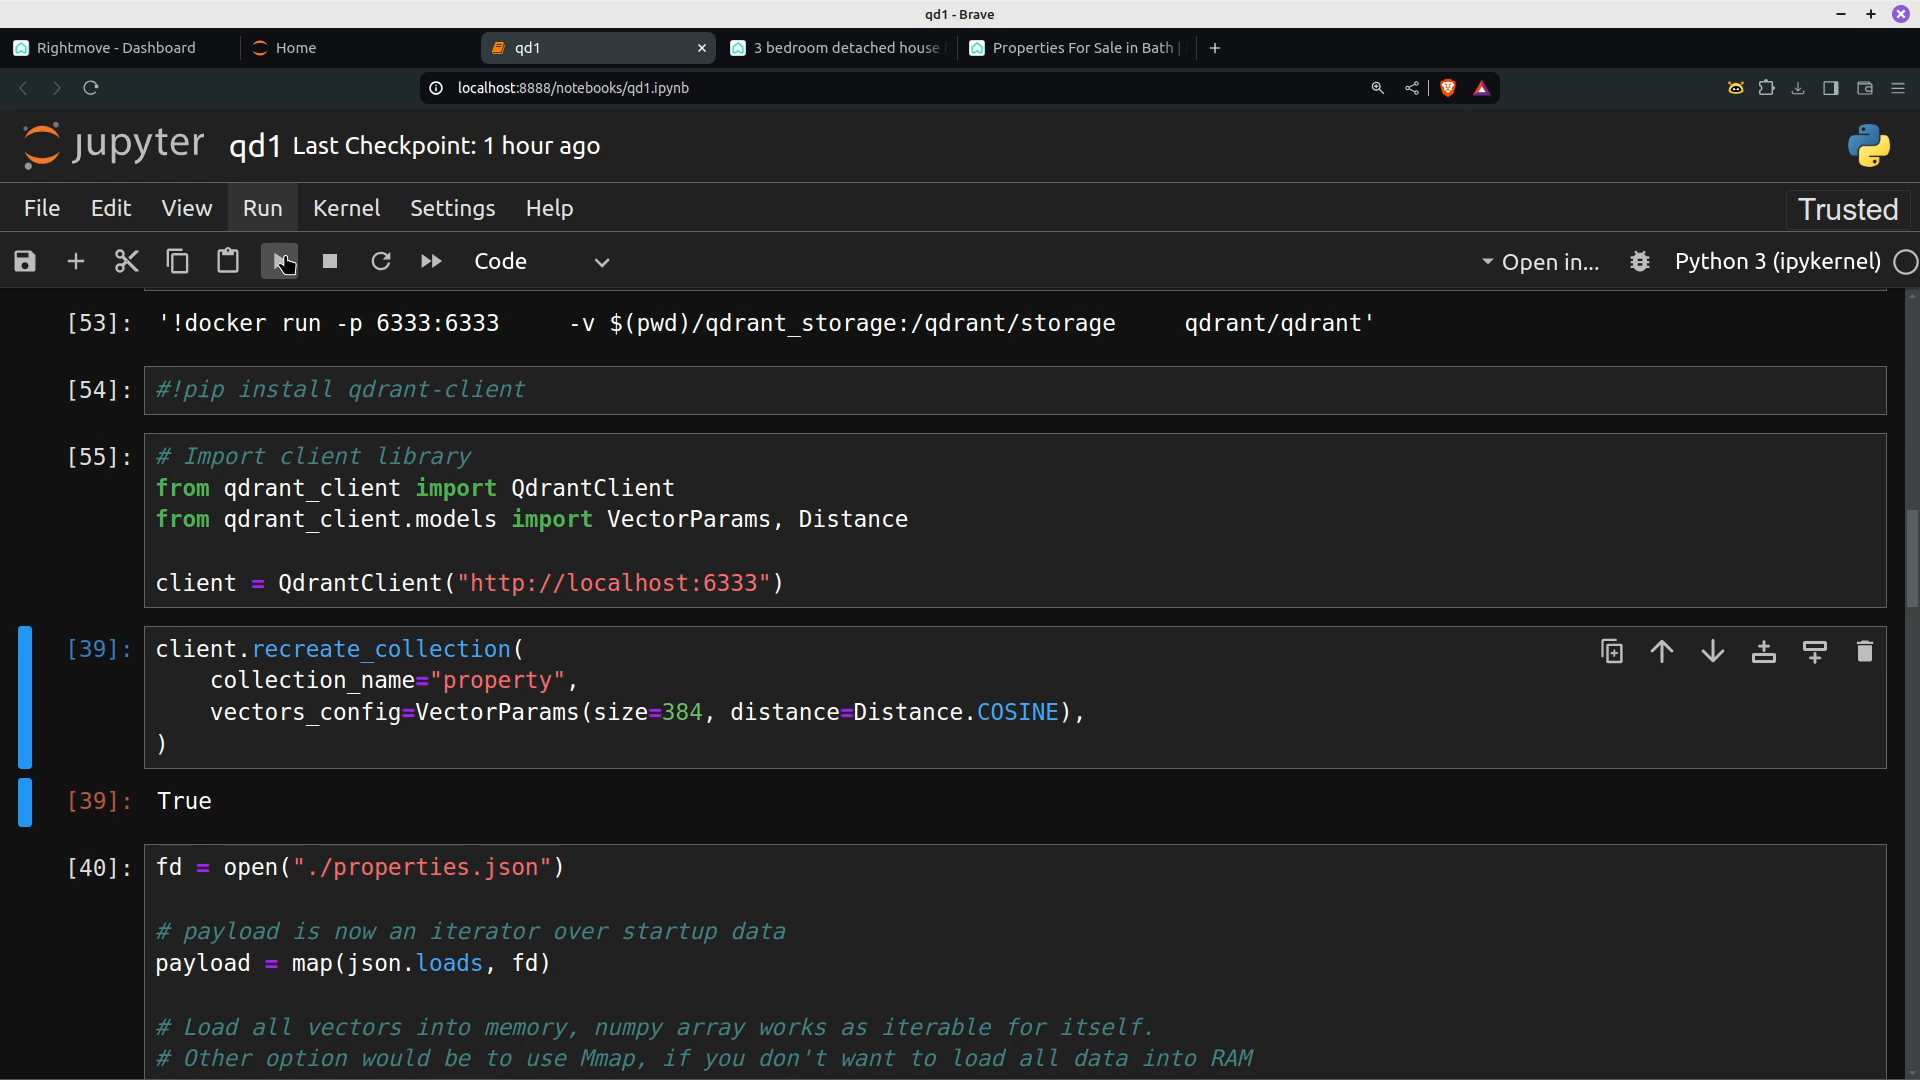 qd1 - Brave
Rightmove - Dashboard
Home
qd1
3 bedroom detached house
Properties For Sale in Bath |
localhost:8888/notebooks/qd1.ipynb
jupyter qd1 Last Checkpoint: 1 hour ago
File Edit View Run Kernel Settings Help
Trusted
Code
Open in...
Python 3 (ipykernel)
[53]: '!docker run -p 6333:6333     -v $(pwd)/qdrant_storage:/qdrant/storage     qdrant/qdrant'
[54]: #!pip install qdrant-client
[55]: # Import client library
from qdrant_client import QdrantClient
from qdrant_client.models import VectorParams, Distance
client = QdrantClient("http://localhost:6333")
[39]: client.recreate_collection(
    collection_name="property",
    vectors_config=VectorParams(size=384, distance=Distance.COSINE),
)
[39]: True
[40]: fd = open("./properties.json")
# payload is now an iterator over startup data
payload = map(json.loads, fd)
# Load all vectors into memory, numpy array works as iterable for itself.
# Other option would be to use Mmap, if you don't want to load all data into RAM